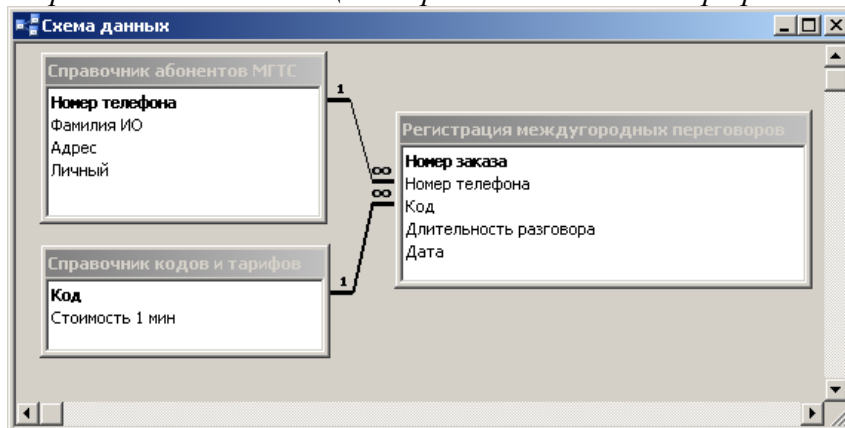 Схема данных
Справочник абонентов МГТС
Номер телефона
Фамилия ИО
Адрес
Личный
1
∞
∞
Регистрация междугородных переговоров
Номер заказа
Номер телефона
Код
Длительность разговора
Дата
Справочник кодов и тарифов
1
Код
Стоимость 1 мин